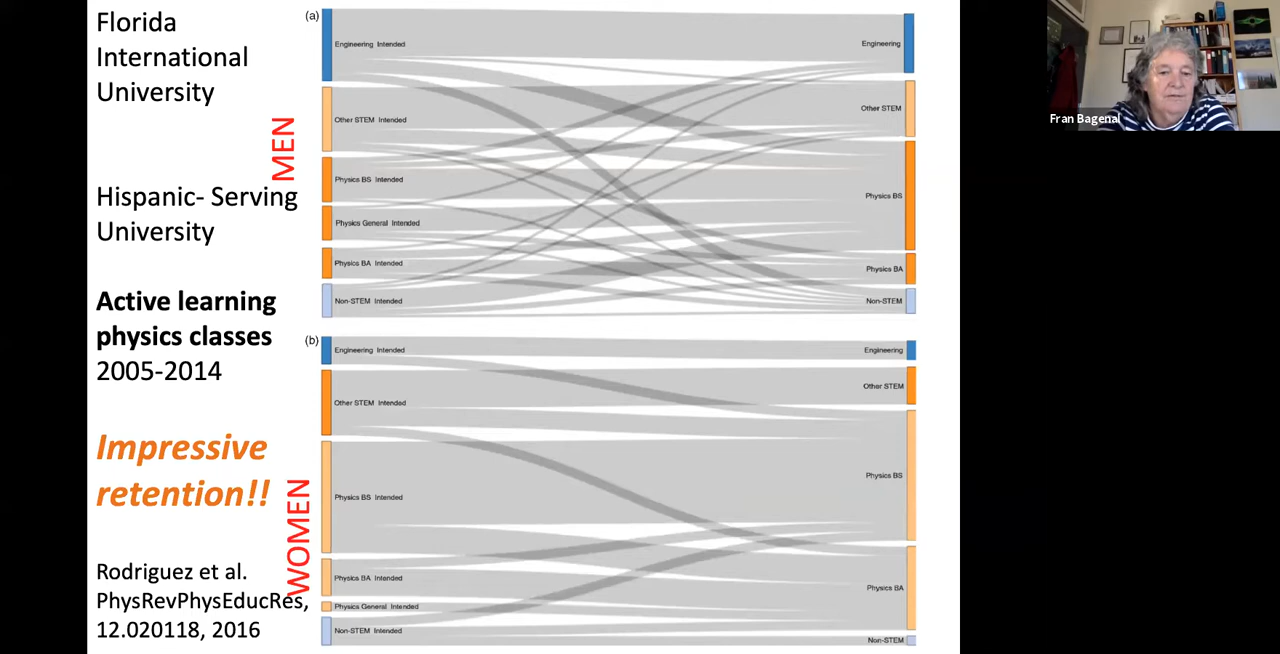 Florida
International
University
Hispanic- Serving
University
Active learning
physics classes
2005-2014
Impressive
retention!!
Rodriguez et al.
PhysRevPhysEducRes,
12.020118, 2016
MEN
(a)
Engineering Intended
Other STEM Intended
Physics BS Intended
Physics General Intended
Physics BA Intended
Non-STEM Intended
Engineering
Other STEM
Physics BS
Physics BA
Non-STEM
WOMEN
(b)
Engineering Intended
Other STEM Intended
Physics BS Intended
Physics BA Intended
Physics General Intended
Non-STEM Intended
Engineering
Other STEM
Physics BS
Physics BA
Non-STEM
Fran Bagenal